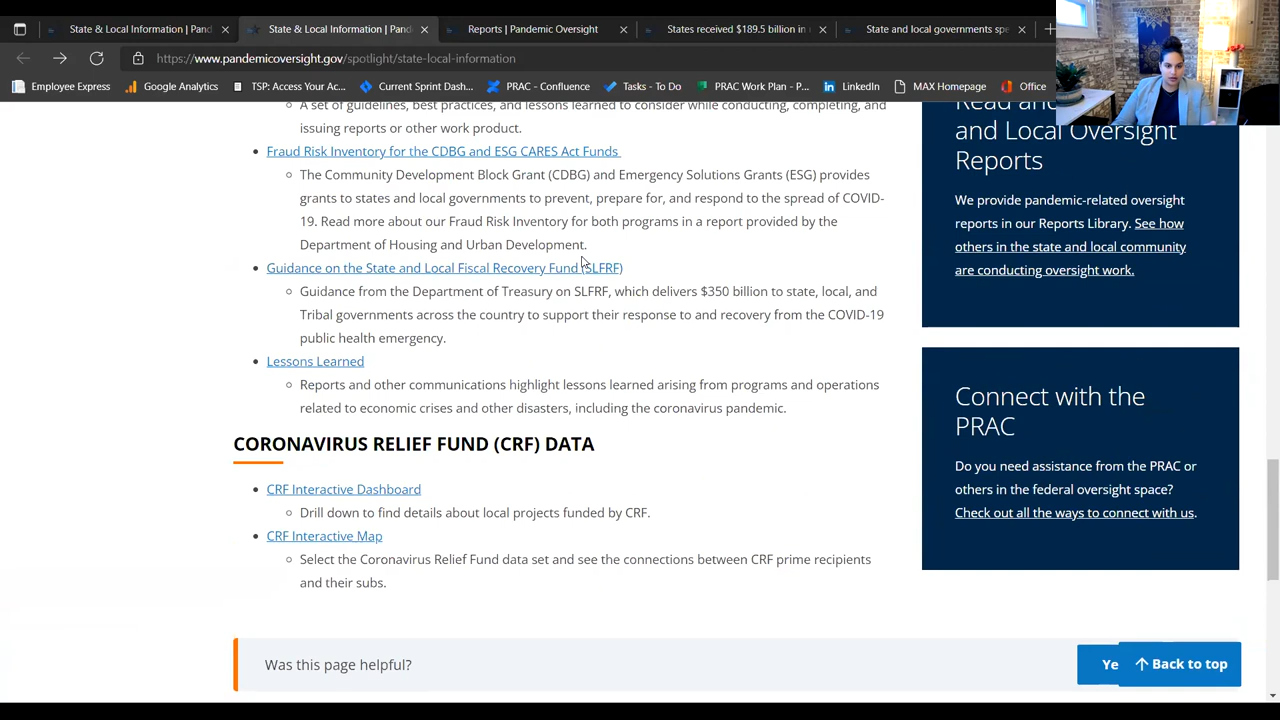 State & Local Information | Pand
State & Local Information | Pan
Reports | Pandemic Oversight
States received $189.5 billion in
State and local governments spe
https://www.pandemicoversight.gov/spotlight/state-local-information
Employee Express
Google Analytics
TSP: Access Your Ac...
Current Sprint Dash...
PRAC - Confluence
Tasks - To Do
PRAC Work Plan - P...
LinkedIn
MAX Homepage
Office
A set of guidelines, best practices, and lessons learned to consider while conducting, completing, and
issuing reports or other work product.
Fraud Risk Inventory for the CDBG and ESG CARES Act Funds
The Community Development Block Grant (CDBG) and Emergency Solutions Grants (ESG) provides
grants to states and local governments to prevent, prepare for, and respond to the spread of COVID-
19. Read more about our Fraud Risk Inventory for both programs in a report provided by the
Department of Housing and Urban Development.
Guidance on the State and Local Fiscal Recovery Fund (SLFRF)
Guidance from the Department of Treasury on SLFRF, which delivers $350 billion to state, local, and
Tribal governments across the country to support their response to and recovery from the COVID-19
public health emergency.
Lessons Learned
Reports and other communications highlight lessons learned arising from programs and operations
related to economic crises and other disasters, including the coronavirus pandemic.
CORONAVIRUS RELIEF FUND (CRF) DATA
CRF Interactive Dashboard
Drill down to find details about local projects funded by CRF.
CRF Interactive Map
Select the Coronavirus Relief Fund data set and see the connections between CRF prime recipients
and their subs.
Was this page helpful?
Ye
Back to top
Read an
and Local Oversight
Reports
We provide pandemic-related oversight
reports in our Reports Library. See how
others in the state and local community
are conducting oversight work.
Connect with the
PRAC
Do you need assistance from the PRAC or
others in the federal oversight space?
Check out all the ways to connect with us.